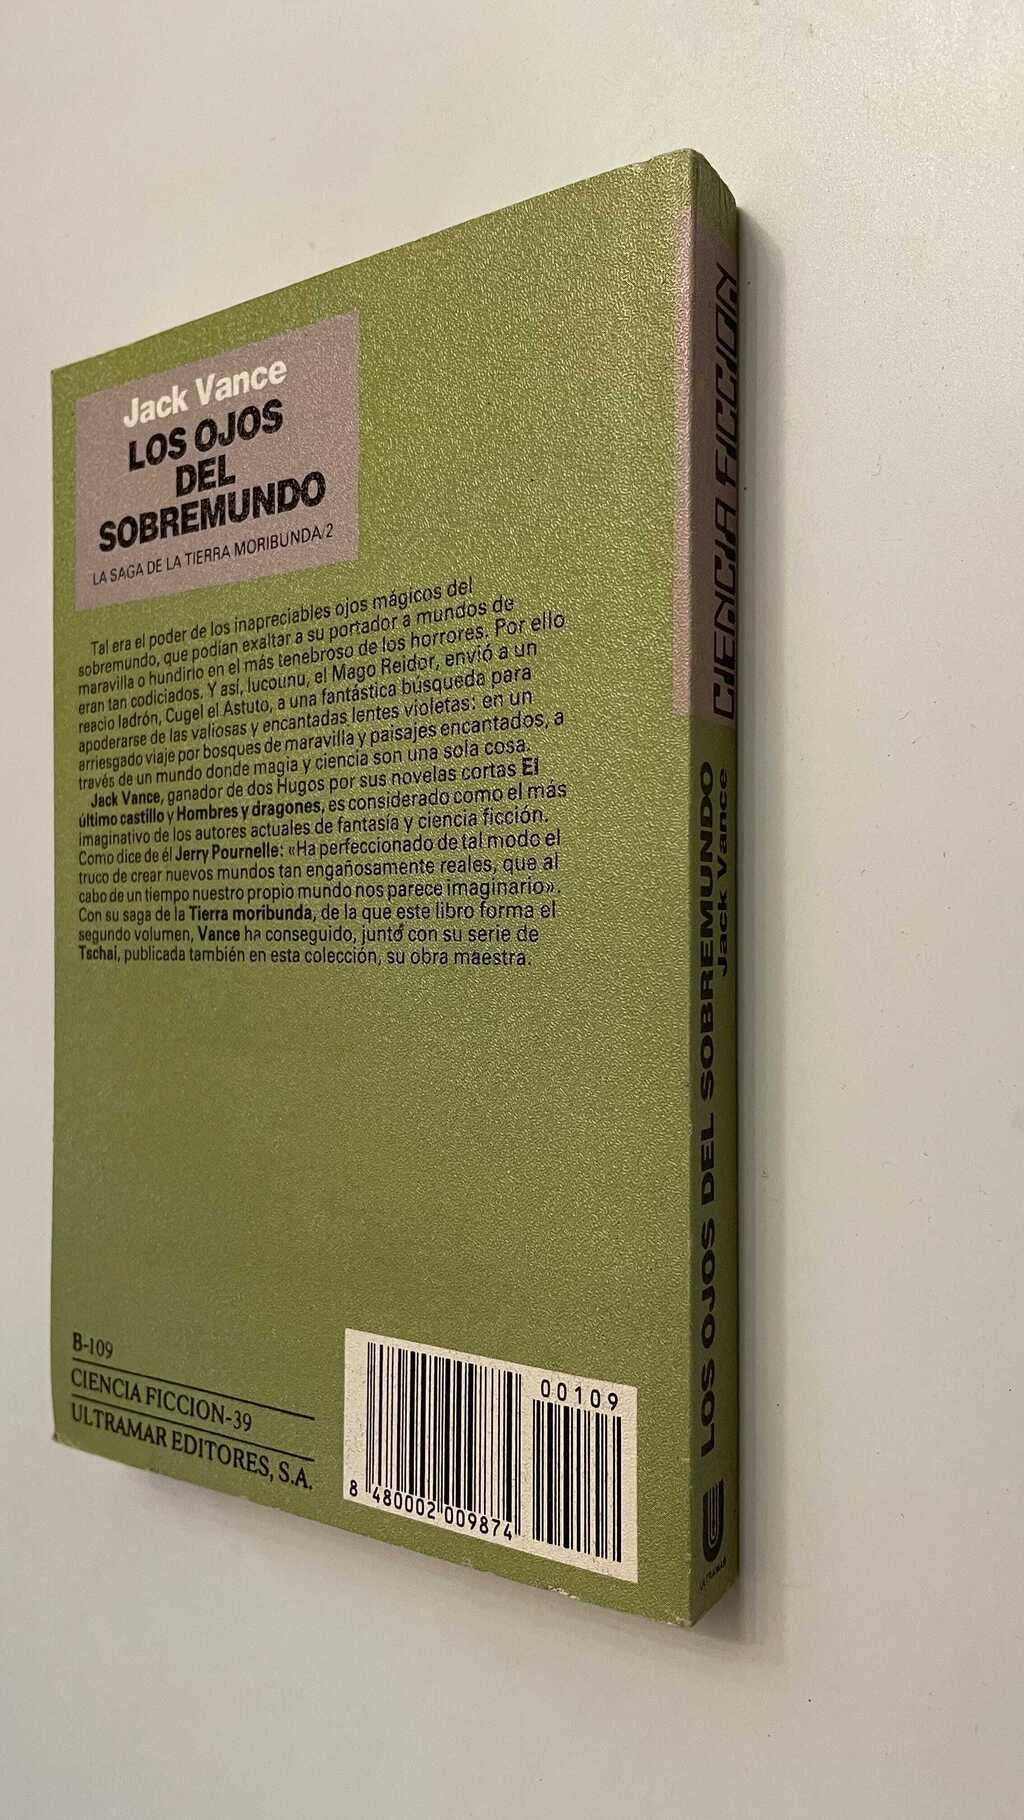 Jack Vance
LOS OJOS
DEL
SOBREMUNDO
LA SAGA DE LA TIERRA MORIBUNDA/2
Tal era el poder de los inapreciables ojos mágicos del
sobremundo, que podían exaltar a su portador a mundos de
maravilla o hundirlo en el más tenebroso de los horrores. Por ello
eran tan codiciados. Y así, Iucounu, el Mago Reidor, envió a un
reacio ladrón, Cugel el Astuto, a una fantástica búsqueda para
apoderarse de las valiosas y encantadas lentes violetas: en un
arriesgado viaje por bosques de maravilla y paisajes encantados, a
través de un mundo donde magia y ciencia son una sola cosa.
Jack Vance, ganador de dos Hugos por sus novelas cortas El
último castillo y Hombres y dragones, es considerado como el más
imaginativo de los autores actuales de fantasía y ciencia ficción.
Como dice de él Jerry Pournelle: «Ha perfeccionado de tal modo el
truco de crear nuevos mundos tan engañosamente reales, que al
cabo de un tiempo nuestro propio mundo nos parece imaginario».
Con su saga de la Tierra moribunda, de la que este libro forma el
segundo volumen, Vance ha conseguido, junto con su serie de
Tschai, publicada también en esta colección, su obra maestra.
B-109
CIENCIA FICCION-39
ULTRAMAR EDITORES, S.A.
00109
8 480002 009874
CIENCIA FICCION
LOS OJOS DEL SOBREMUNDO
Jack Vance
ULTRAMAR